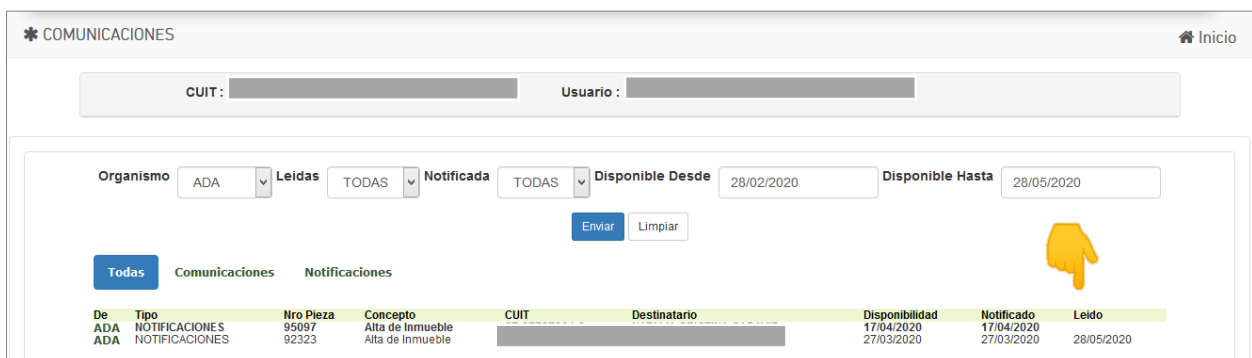 COMUNICACIONES Inicio
CUIT : Usuario :
Organismo ADA Leidas TODAS Notificada TODAS Disponible Desde 28/02/2020 Disponible Hasta 28/05/2020
Enviar Limpiar
Todas Comunicaciones Notificaciones
De Tipo Nro Pieza Concepto CUIT Destinatario Disponibilidad Notificado Leido
ADA NOTIFICACIONES 95097 Alta de Inmueble 17/04/2020 17/04/2020
ADA NOTIFICACIONES 92323 Alta de Inmueble 27/03/2020 27/03/2020 28/05/2020